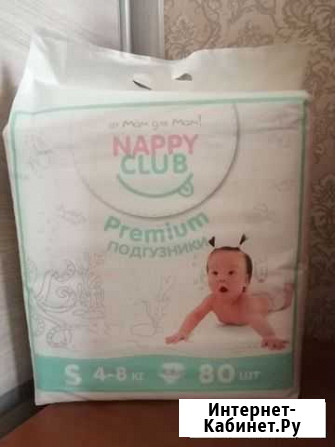 от мам для мам!
NAPPY
CLUB
Premium
подгузники
S 4-8 кг 80 шт
Интернет-
Кабинет.Ру